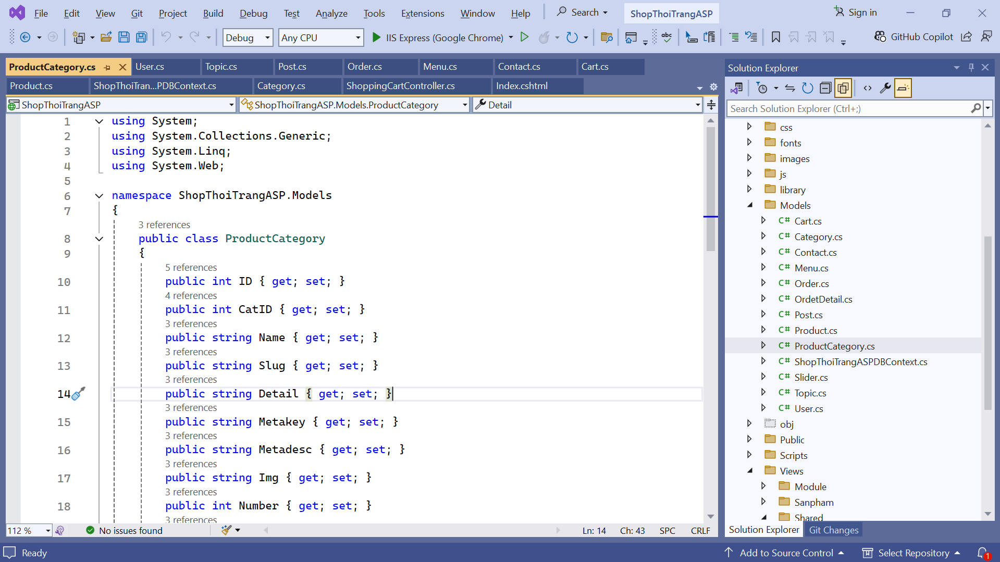 File Edit View Git Project Build Debug Test Analyze Tools Extensions Window Help Search ShopThoiTrangASP Sign in
Debug Any CPU IIS Express (Google Chrome) abc GitHub Copilot
ProductCategory.cs User.cs Topic.cs Post.cs Order.cs Menu.cs Contact.cs Cart.cs
Product.cs ShopThoiTran...PDBContext.cs Category.cs ShoppingCartController.cs Index.cshtml
ShopThoiTrangASP ShopThoiTrangASP.Models.ProductCategory Detail
1 using System;
2 using System.Collections.Generic;
3 using System.Linq;
4 using System.Web;
5
6 namespace ShopThoiTrangASP.Models
7 {
3 references
8 public class ProductCategory
9 {
5 references
10 public int ID { get; set; }
4 references
11 public int CatID { get; set; }
3 references
12 public string Name { get; set; }
3 references
13 public string Slug { get; set; }
3 references
14 public string Detail { get; set; }
3 references
15 public string Metakey { get; set; }
3 references
16 public string Metadesc { get; set; }
3 references
17 public string Img { get; set; }
3 references
18 public int Number { get; set; }
3 references
112 % No issues found Ln: 14 Ch: 43 SPC CRLF
Solution Explorer
Search Solution Explorer (Ctrl+;)
css
fonts
images
js
library
Models
C# Cart.cs
C# Category.cs
C# Contact.cs
C# Menu.cs
C# Order.cs
C# OrdetDetail.cs
C# Post.cs
C# Product.cs
C# ProductCategory.cs
C# ShopThoiTrangASPDBContext.cs
C# Slider.cs
C# Topic.cs
C# User.cs
obj
Public
Scripts
Views
Module
Sanpham
Shared
Solution Explorer Git Changes
Ready Add to Source Control Select Repository 1